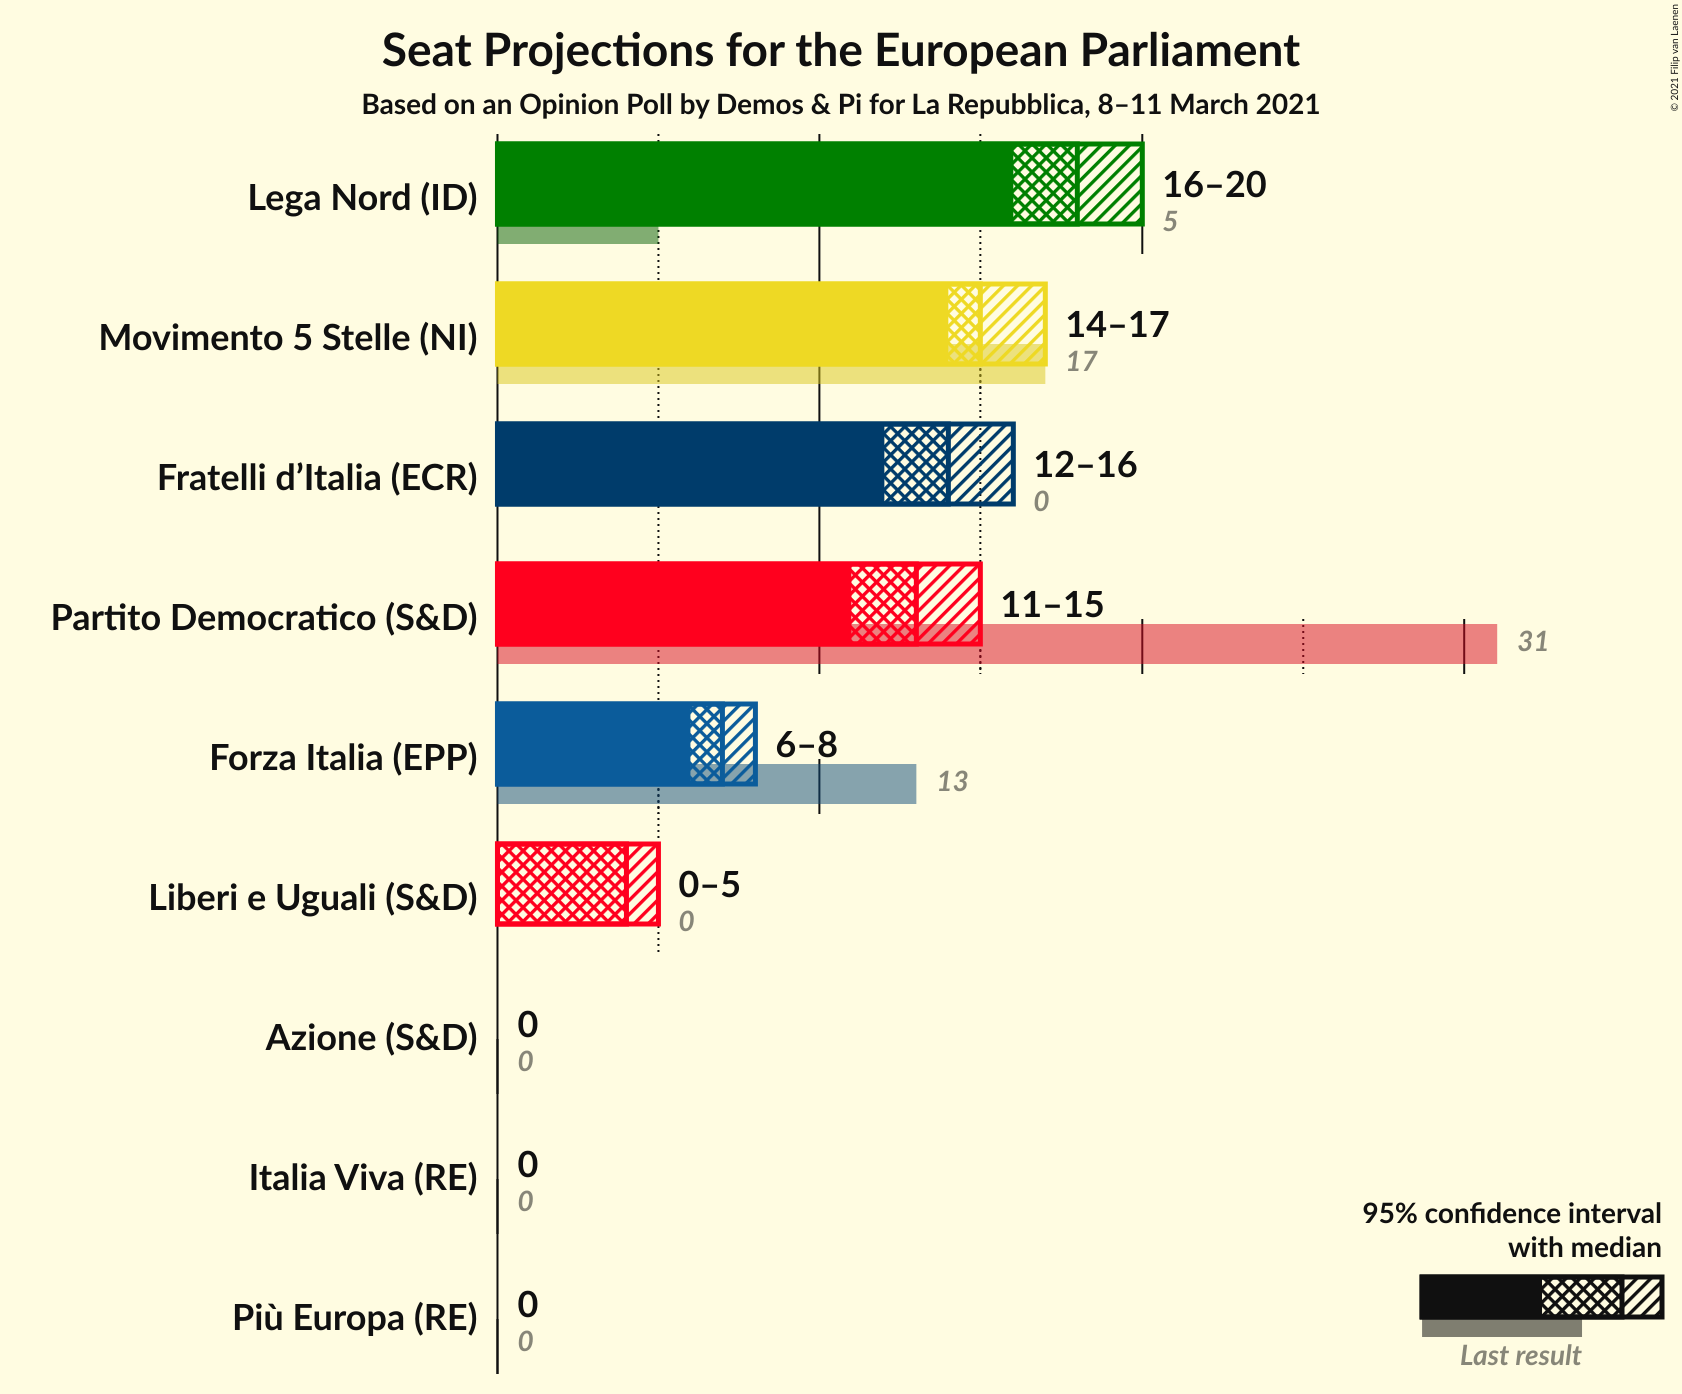 Seat Projections for the European Parliament
Based on an Opinion Poll by Demos & Pi for La Repubblica, 8–11 March 2021
© 2021 Filip van Laenen
Lega Nord (ID)
16–20
5
Movimento 5 Stelle (NI)
14–17
17
Fratelli d’Italia (ECR)
12–16
0
Partito Democratico (S&D)
11–15
31
Forza Italia (EPP)
6–8
13
Liberi e Uguali (S&D)
0–5
0
Azione (S&D)
0
0
Italia Viva (RE)
0
0
Più Europa (RE)
0
0
95% confidence interval
with median
Last result